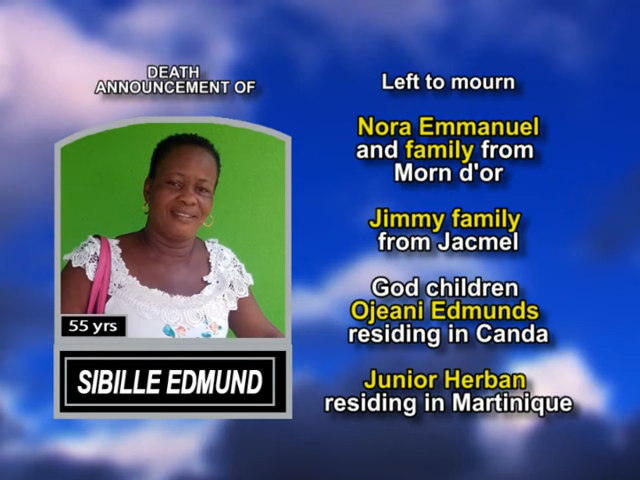 DEATH
ANNOUNCEMENT OF
55 yrs
SIBILLE EDMUND
Left to mourn
Nora Emmanuel
and family from
Morn d'or
Jimmy family
from Jacmel
God children
Ojeani Edmunds
residing in Canda
Junior Herban
residing in Martinique